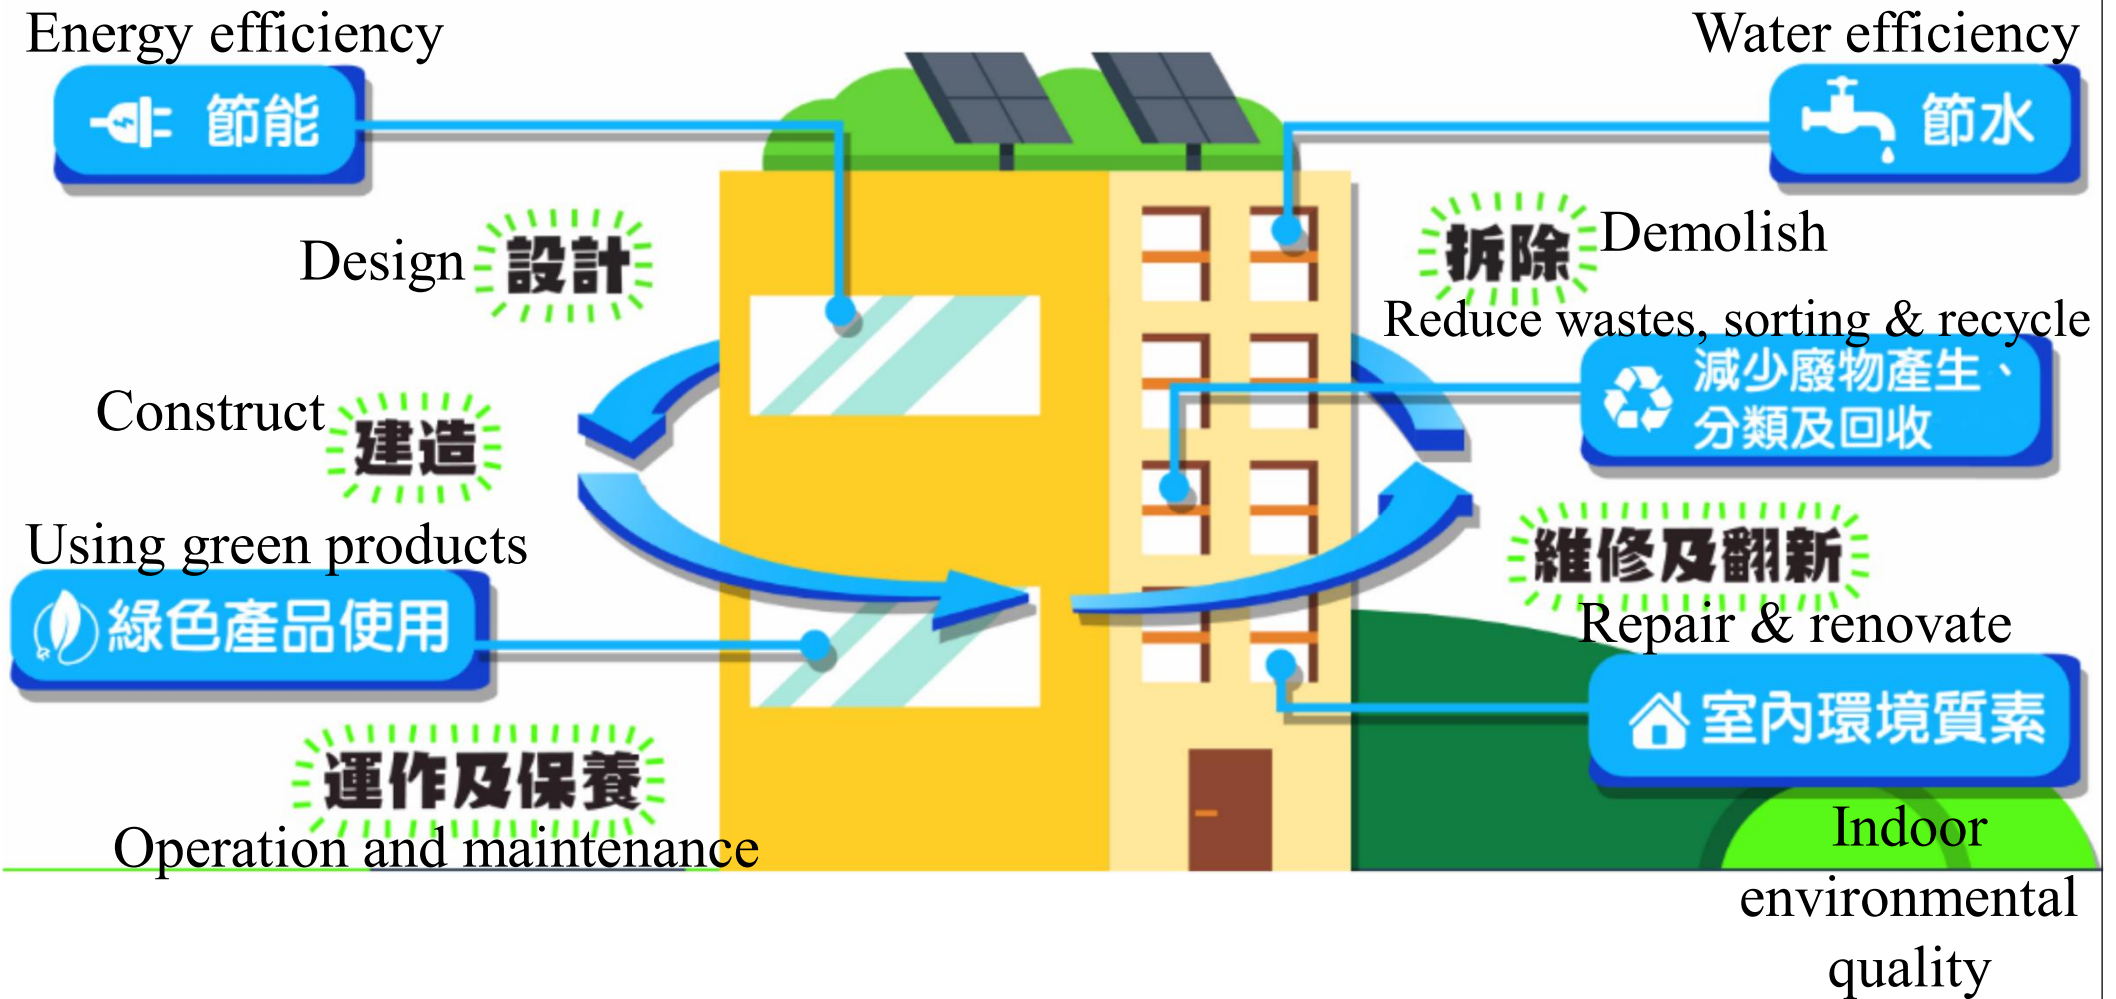 Energy efficiency
節能
Water efficiency
節水
Design 設計
拆除 Demolish
Reduce wastes, sorting & recycle
減少廢物產生、
分類及回收
Construct 建造
Using green products
綠色產品使用
維修及翻新
Repair & renovate
室內環境質素
運作及保養
Operation and maintenance
Indoor
environmental
quality